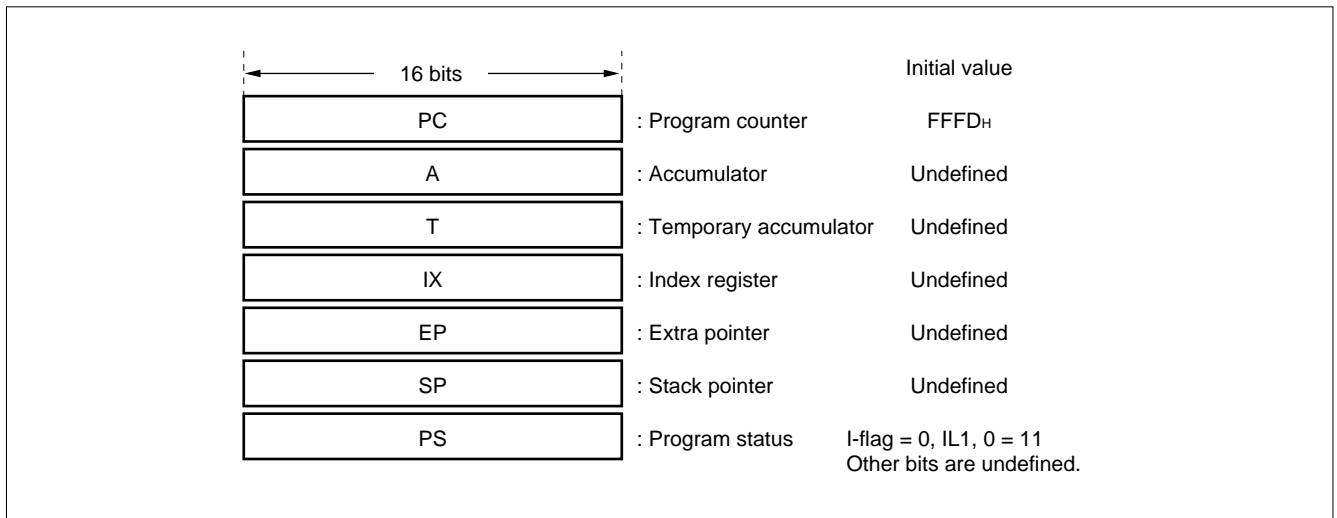 16 bits Initial value
PC : Program counter FFFDH
A : Accumulator Undefined
T : Temporary accumulator Undefined
IX : Index register Undefined
EP : Extra pointer Undefined
SP : Stack pointer Undefined
PS : Program status I-flag = 0, IL1, 0 = 11
Other bits are undefined.